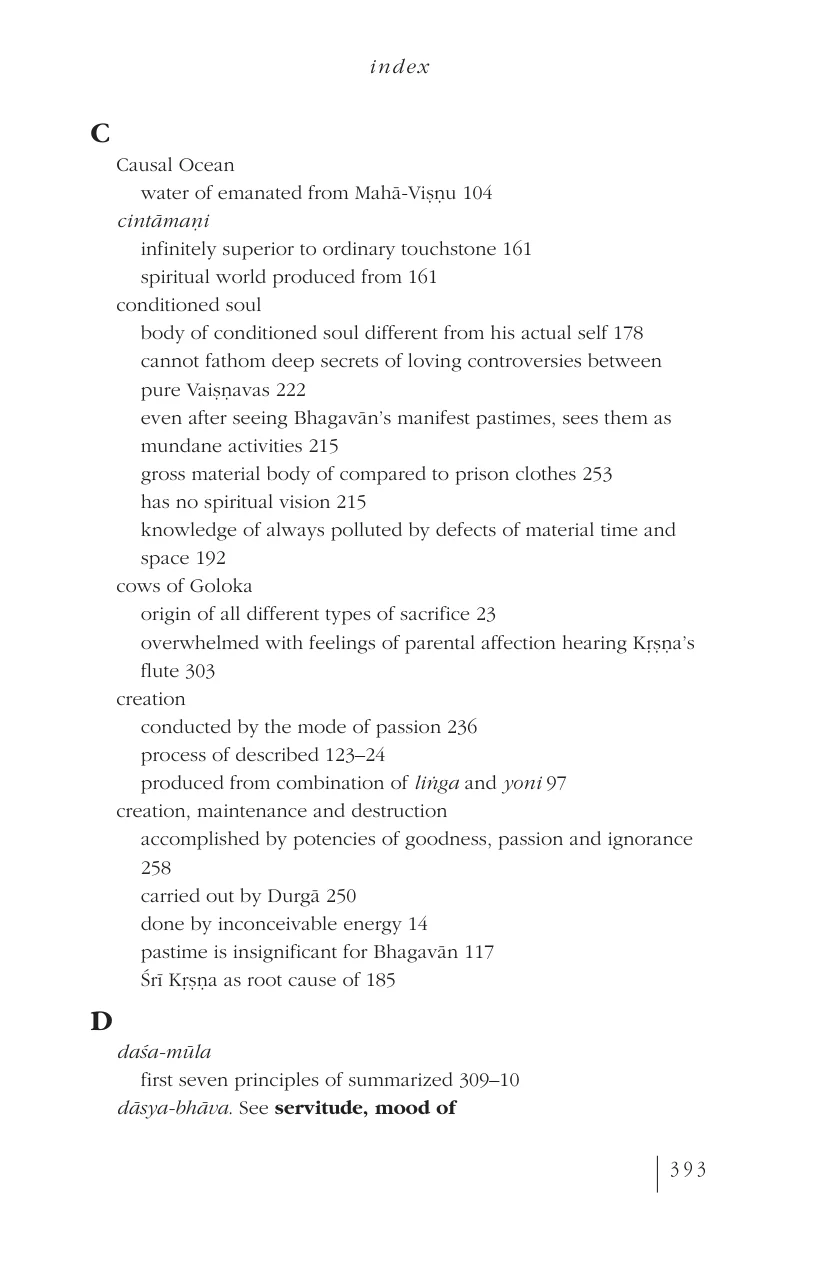 index
C
Causal Ocean
water of emanated from Mahā-Viṣṇu 104
cintāmaṇi
infinitely superior to ordinary touchstone 161
spiritual world produced from 161
conditioned soul
body of conditioned soul different from his actual self 178
cannot fathom deep secrets of loving controversies between
pure Vaiṣṇavas 222
even after seeing Bhagavān’s manifest pastimes, sees them as
mundane activities 215
gross material body of compared to prison clothes 253
has no spiritual vision 215
knowledge of always polluted by defects of material time and
space 192
cows of Goloka
origin of all different types of sacrifice 23
overwhelmed with feelings of parental affection hearing Kṛṣṇa’s
flute 303
creation
conducted by the mode of passion 236
process of described 123–24
produced from combination of liṅga and yoni 97
creation, maintenance and destruction
accomplished by potencies of goodness, passion and ignorance
258
carried out by Durgā 250
done by inconceivable energy 14
pastime is insignificant for Bhagavān 117
Śrī Kṛṣṇa as root cause of 185
D
daśa-mūla
first seven principles of summarized 309–10
dāsya-bhāva. See servitude, mood of
393